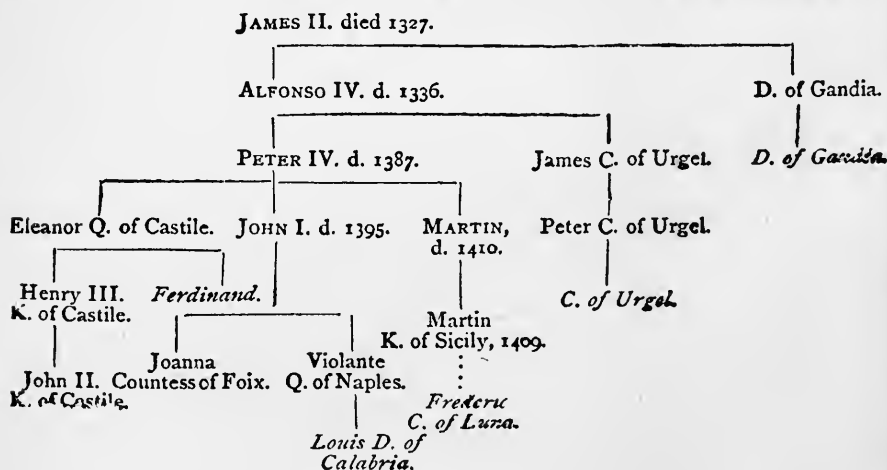 JAMES II. died 1327.
ALFONSO IV. d. 1336. D. of Gandia.
PETER IV. d. 1387. James C. of Urgel. D. of Gandia.
Eleanor Q. of Castile. JOHN I. d. 1395. MARTIN, Peter C. of Urgel.
d. 1410.
Henry III. Ferdinand. C. of Urgel.
K. of Castile. Martin
K. of Sicily, 1409.
Joanna Violante
John II. Countess of Foix. Q. of Naples.
K. of Castile. Frederic
C. of Luna.
Louis D. of
Calabria.